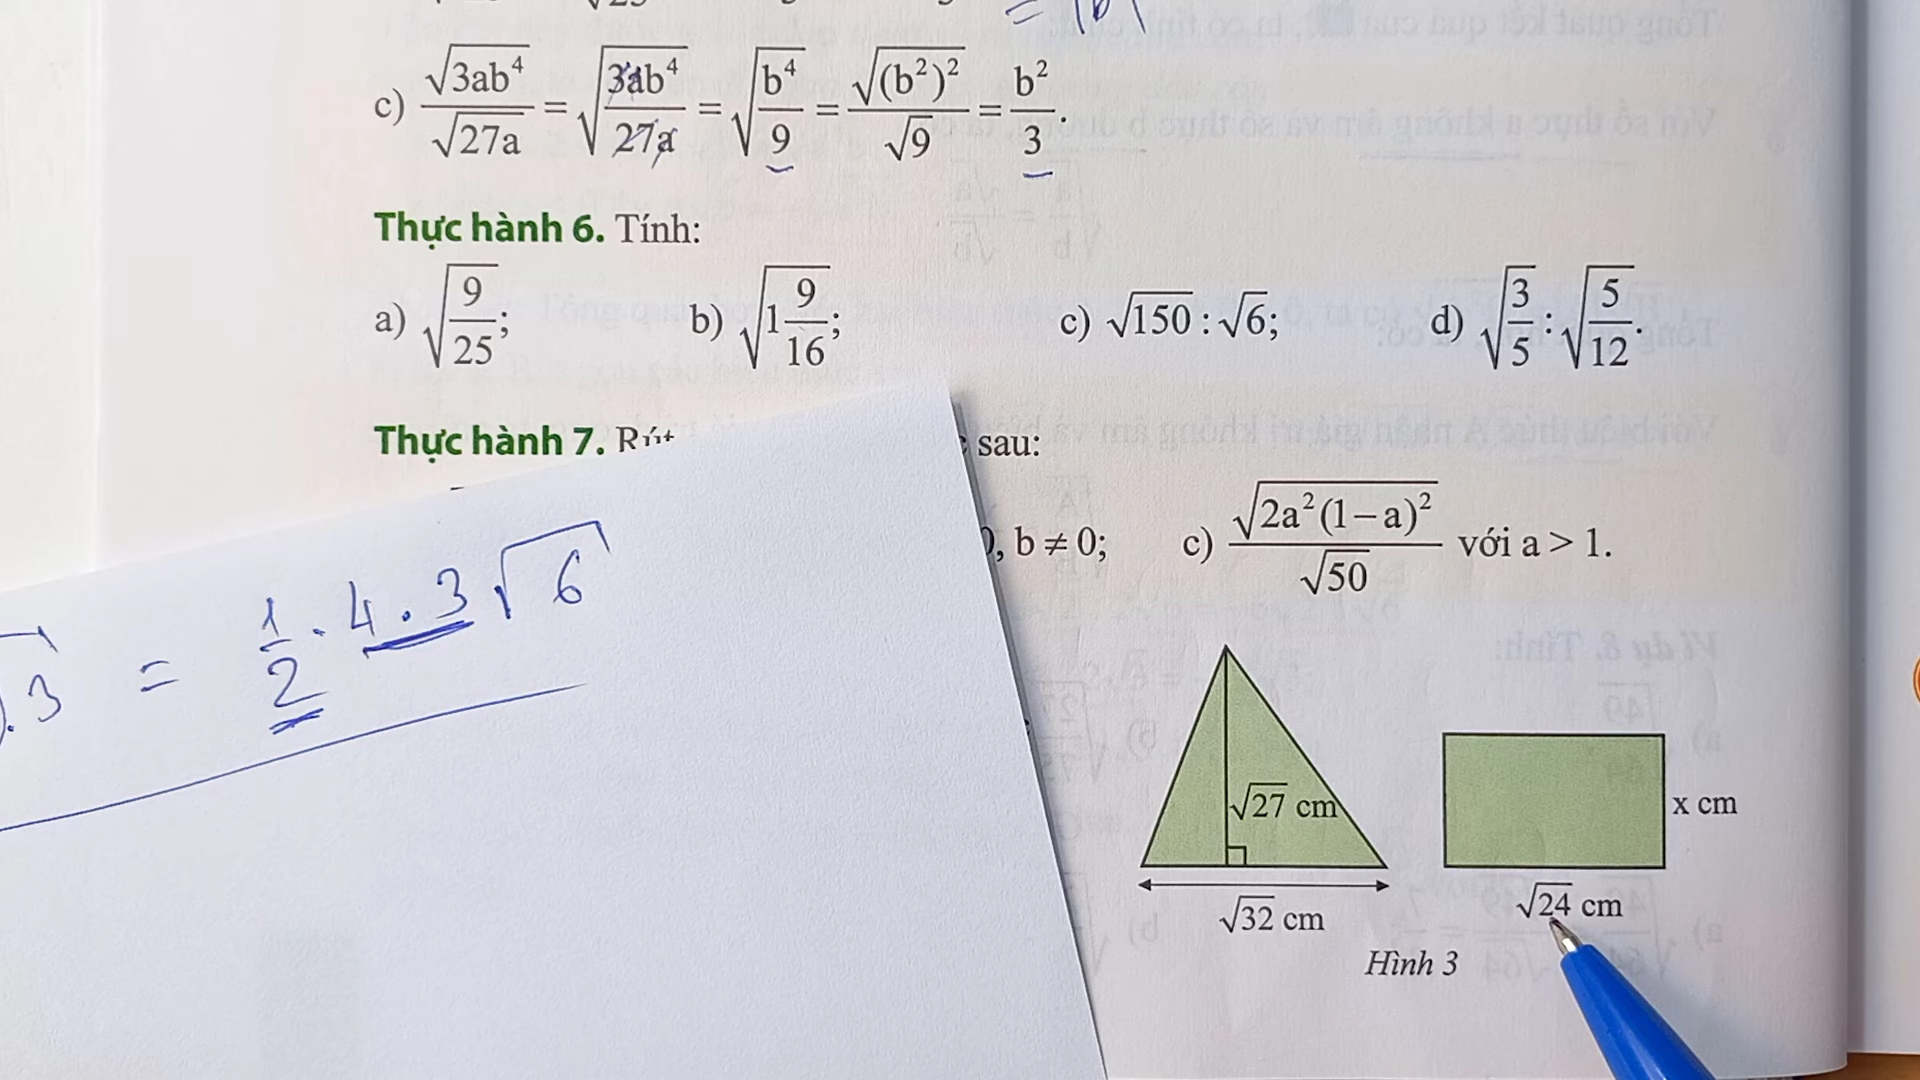 = |b|
c) √(3ab⁴)/√(27a) = √(3ab⁴/27a) = √(b⁴/9) = √((b²)²)/√9 = b²/3.
Thực hành 6. Tính:
a) √(9/25); b) √(1 9/16); c) √150 : √6; d) √(3/5) : √(5/12).
Thực hành 7. Rút sau:
, b ≠ 0; c) √(2a²(1−a)²)/√50 với a > 1.
.3 = 1/2 . 4 . 3 √6
√27 cm
x cm
√32 cm
√24 cm
Hình 3